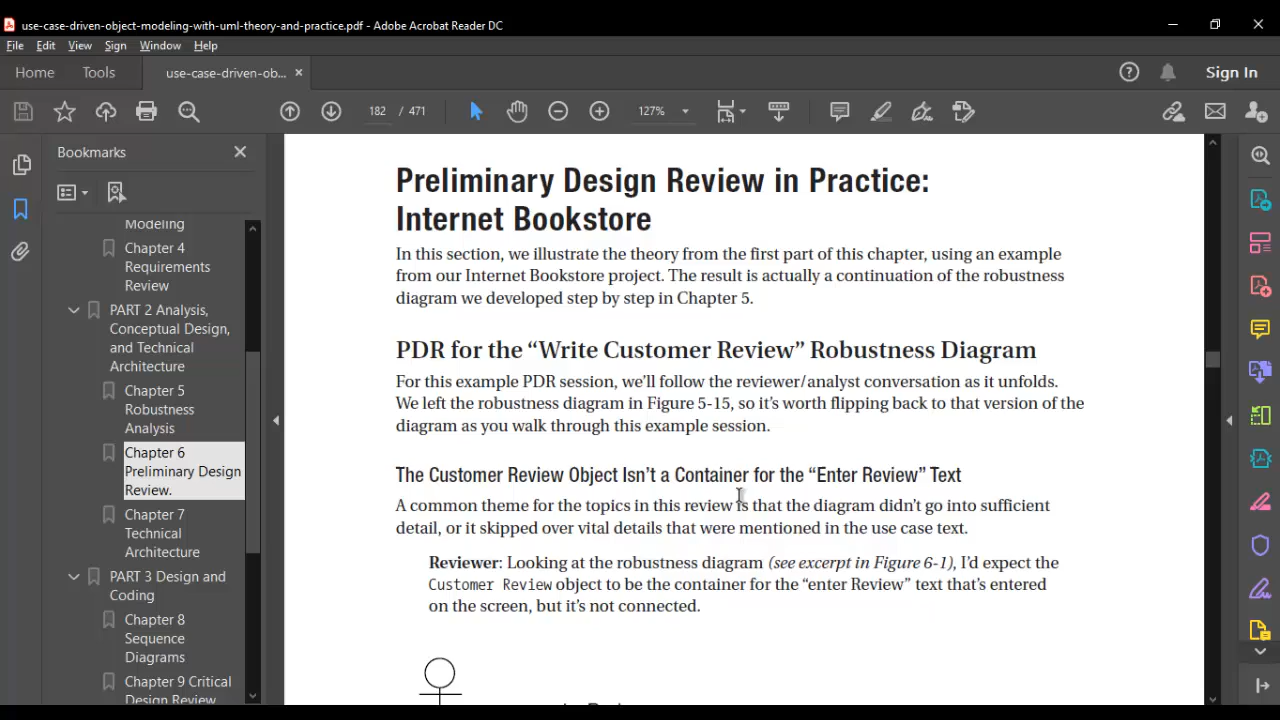 use-case-driven-object-modeling-with-uml-theory-and-practice.pdf - Adobe Acrobat Reader DC
File Edit View Sign Window Help
Home Tools use-case-driven-ob... × Sign In
182 / 471 127%
Bookmarks
Modeling
Chapter 4
Requirements
Review
PART 2 Analysis,
Conceptual Design,
and Technical
Architecture
Chapter 5
Robustness
Analysis
Chapter 6
Preliminary Design
Review.
Chapter 7
Technical
Architecture
PART 3 Design and
Coding
Chapter 8
Sequence
Diagrams
Chapter 9 Critical
Design Review
Preliminary Design Review in Practice:
Internet Bookstore
In this section, we illustrate the theory from the first part of this chapter, using an example
from our Internet Bookstore project. The result is actually a continuation of the robustness
diagram we developed step by step in Chapter 5.
PDR for the “Write Customer Review” Robustness Diagram
For this example PDR session, we’ll follow the reviewer/analyst conversation as it unfolds.
We left the robustness diagram in Figure 5-15, so it’s worth flipping back to that version of the
diagram as you walk through this example session.
The Customer Review Object Isn’t a Container for the “Enter Review” Text
A common theme for the topics in this review is that the diagram didn’t go into sufficient
detail, or it skipped over vital details that were mentioned in the use case text.
Reviewer: Looking at the robustness diagram (see excerpt in Figure 6-1), I’d expect the
Customer Review object to be the container for the “enter Review” text that’s entered
on the screen, but it’s not connected.